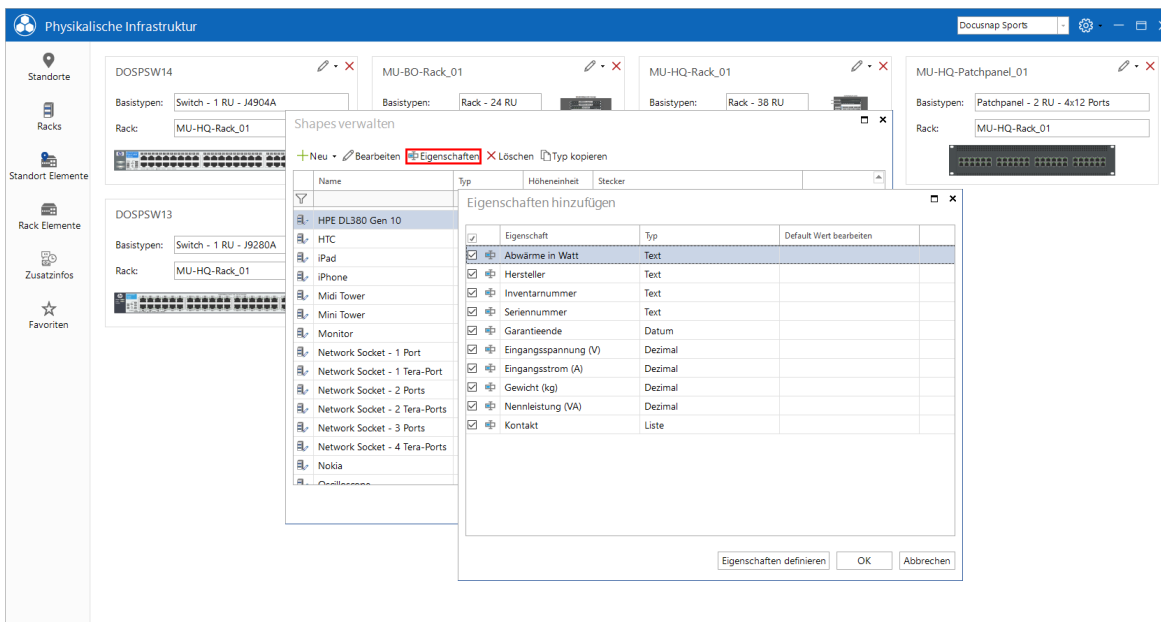 Physikalische Infrastruktur
Docusnap Sports
Standorte
Racks
Standort Elemente
Rack Elemente
Zusatzinfos
Favoriten
DOSPSW14
Basistypen: Switch - 1 RU - J4904A
Rack: MU-HQ-Rack_01
MU-BO-Rack_01
Basistypen: Rack - 24 RU
MU-HQ-Rack_01
Basistypen: Rack - 38 RU
MU-HQ-Patchpanel_01
Basistypen: Patchpanel - 2 RU - 4x12 Ports
Rack: MU-HQ-Rack_01
DOSPSW13
Basistypen: Switch - 1 RU - J9280A
Rack: MU-HQ-Rack_01
Shapes verwalten
Neu Bearbeiten Eigenschaften Löschen Typ kopieren
Name Typ Höheneinheit Stecker
HPE DL380 Gen 10
HTC
iPad
iPhone
Midi Tower
Mini Tower
Monitor
Network Socket - 1 Port
Network Socket - 1 Tera-Port
Network Socket - 2 Ports
Network Socket - 2 Tera-Ports
Network Socket - 3 Ports
Network Socket - 4 Tera-Ports
Nokia
Oscilloscope
Eigenschaften hinzufügen
Eigenschaft Typ Default Wert bearbeiten
Abwärme in Watt Text
Hersteller Text
Inventarnummer Text
Seriennummer Text
Garantieende Datum
Eingangsspannung (V) Dezimal
Eingangsstrom (A) Dezimal
Gewicht (kg) Dezimal
Nennleistung (VA) Dezimal
Kontakt Liste
Eigenschaften definieren OK Abbrechen